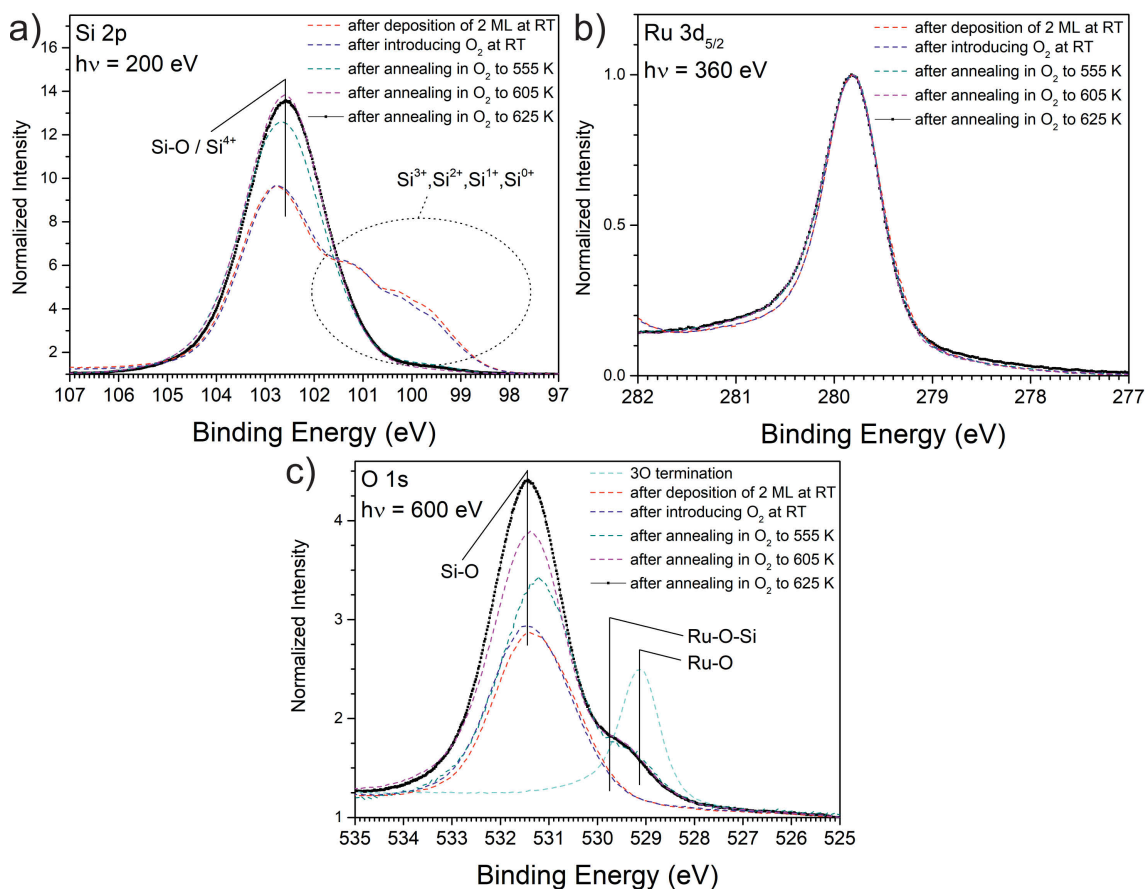 a)
Si 2p
hν = 200 eV
after deposition of 2 ML at RT
after introducing O₂ at RT
after annealing in O₂ to 555 K
after annealing in O₂ to 605 K
after annealing in O₂ to 625 K
Si-O / Si⁴⁺
Si³⁺,Si²⁺,Si¹⁺,Si⁰⁺
Normalized Intensity
16
14
12
10
8
6
4
2
107 106 105 104 103 102 101 100 99 98 97
Binding Energy (eV)
b)
Ru 3d₅/₂
hν = 360 eV
after deposition of 2 ML at RT
after introducing O₂ at RT
after annealing in O₂ to 555 K
after annealing in O₂ to 605 K
after annealing in O₂ to 625 K
Normalized Intensity
1.0
0.5
0.0
282 281 280 279 278 277
Binding Energy (eV)
c)
O 1s
hν = 600 eV
3O termination
after deposition of 2 ML at RT
after introducing O₂ at RT
after annealing in O₂ to 555 K
after annealing in O₂ to 605 K
after annealing in O₂ to 625 K
Si-O
Ru-O-Si
Ru-O
Normalized Intensity
4
3
2
1
535 534 533 532 531 530 529 528 527 526 525
Binding Energy (eV)